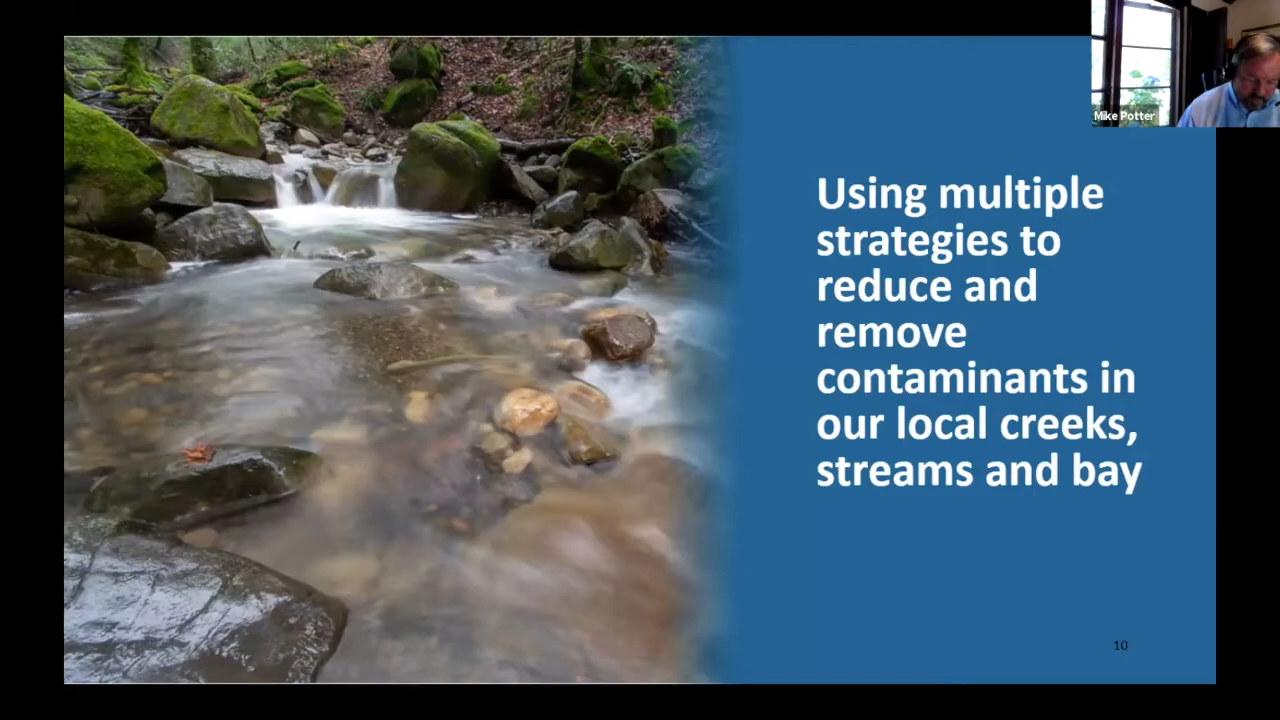 Mike Potter
Using multiple
strategies to
reduce and
remove
contaminants in
our local creeks,
streams and bay
10